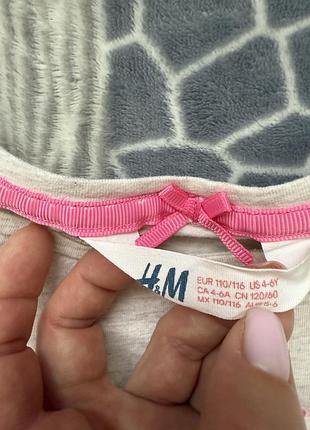 H&M
EUR 110/116 US 4-6Y
CA 4-6A CN 120/60
MX 110/116